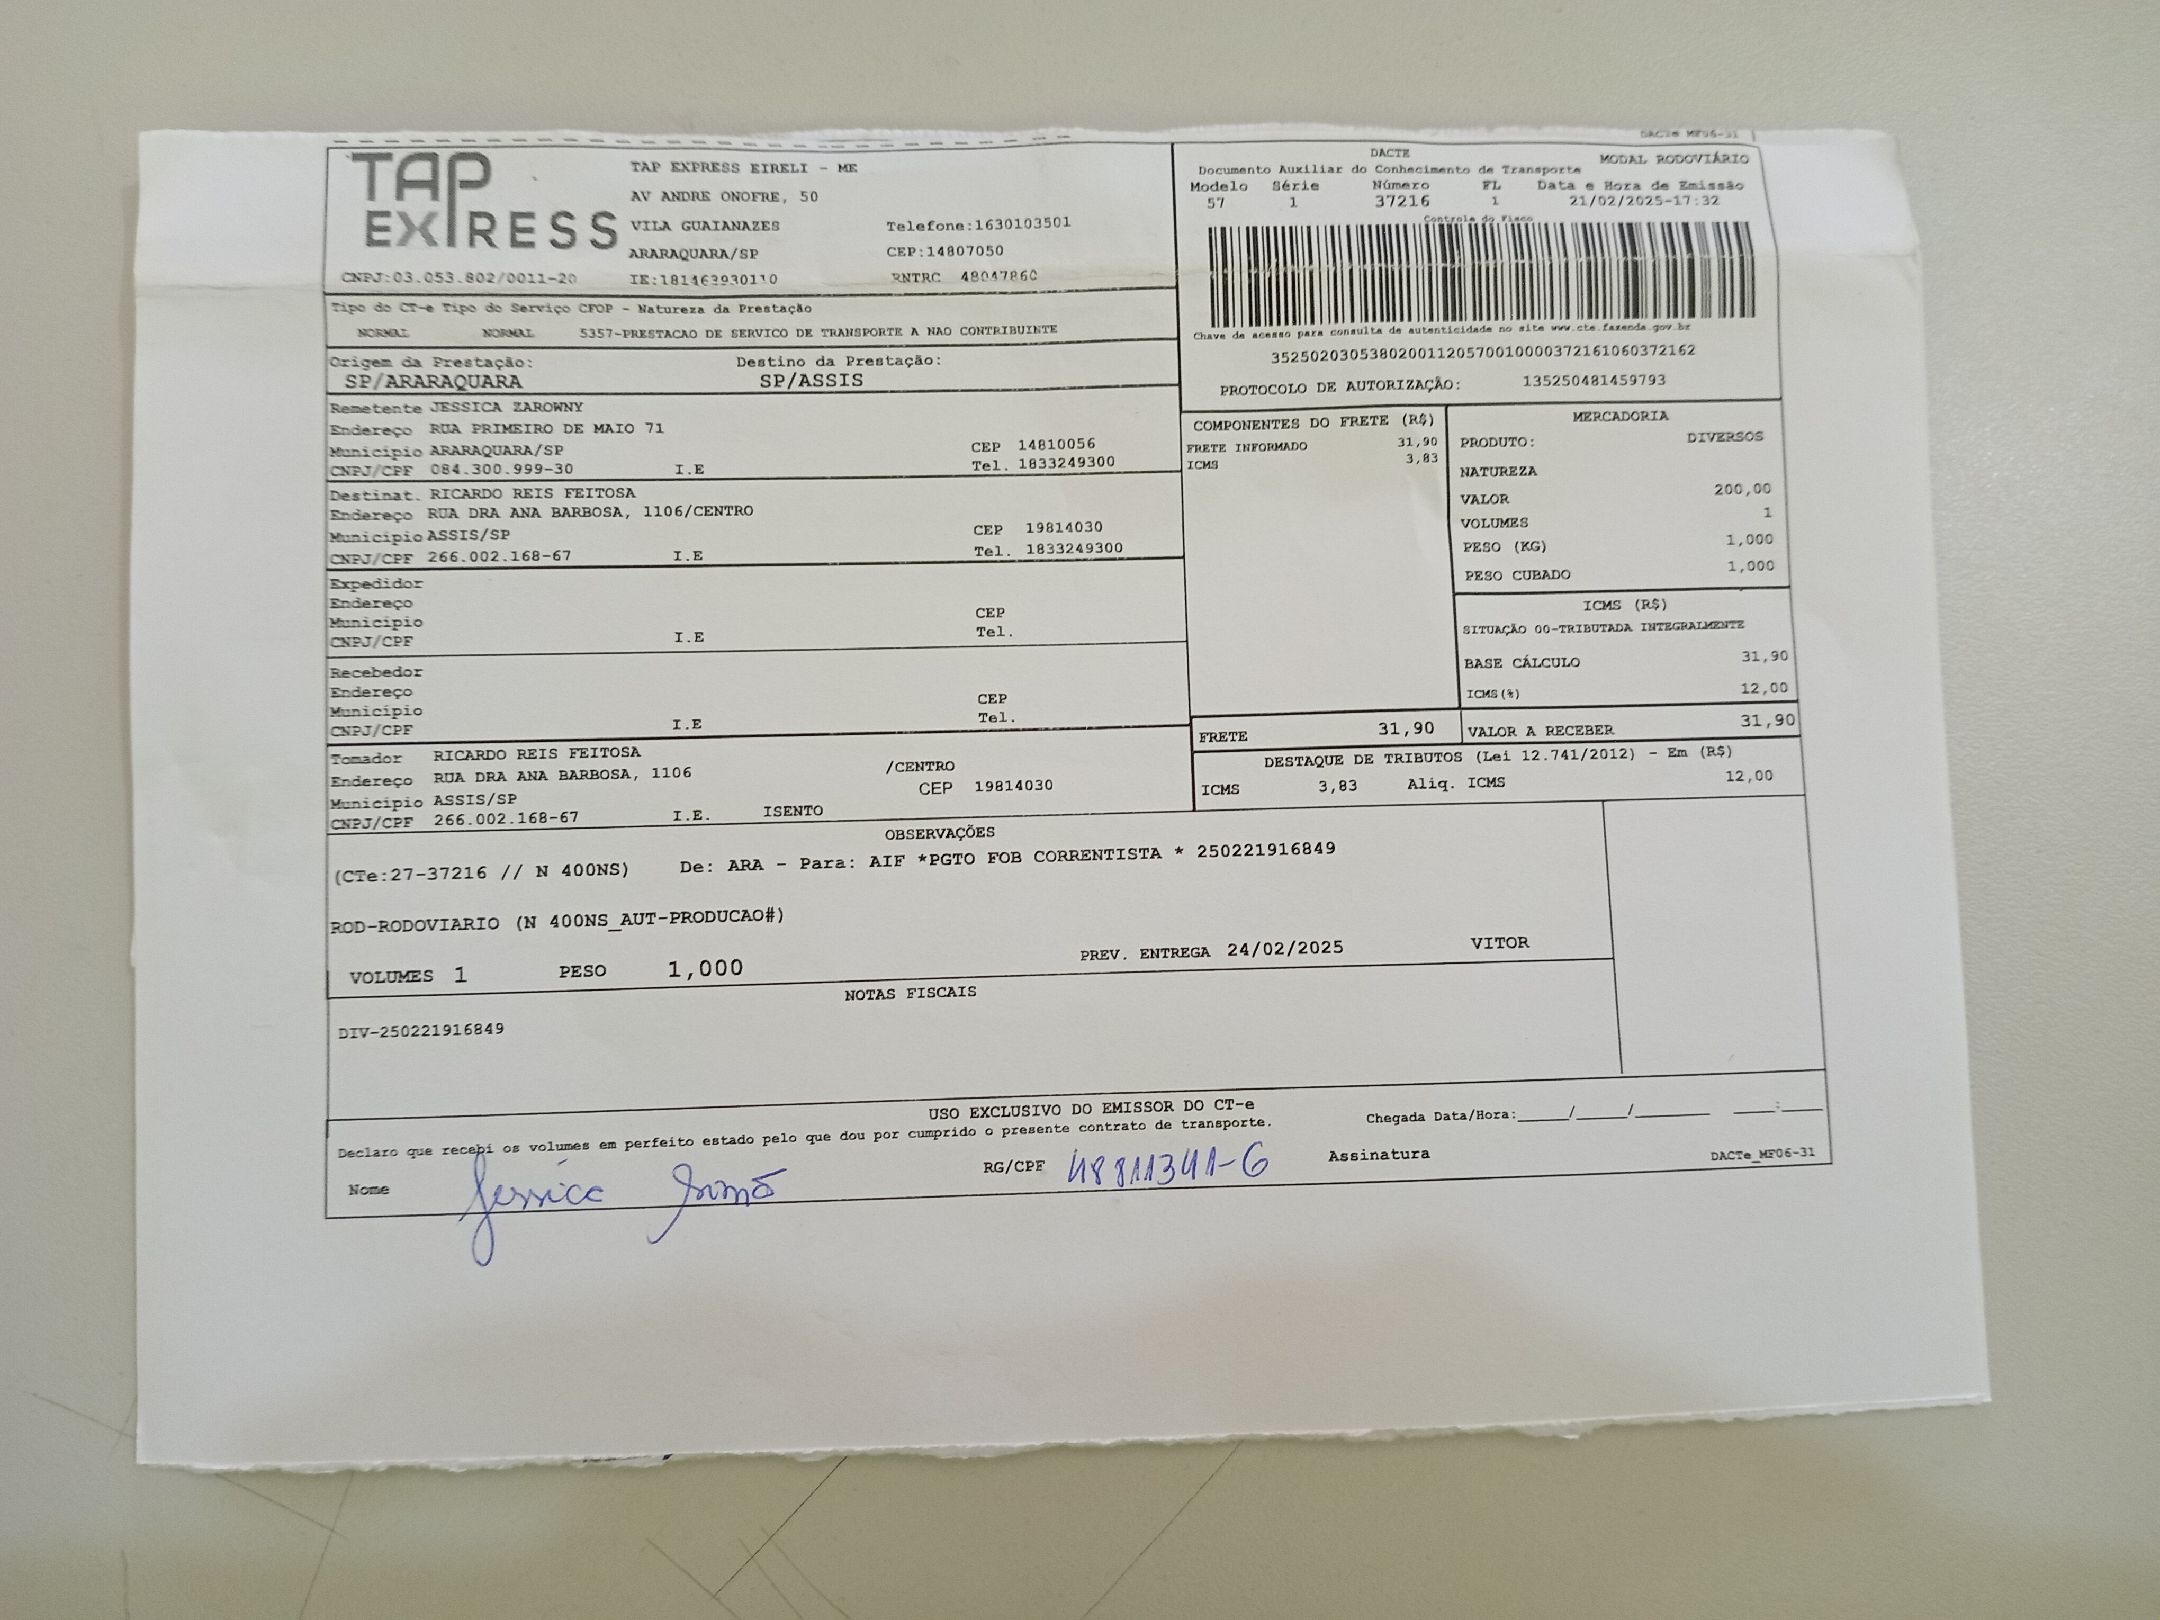 DACTe MF06-31
TAP EXPRESS
TAP EXPRESS EIRELI - ME
AV ANDRE ONOFRE, 50
VILA GUAIANAZES Telefone:1630103501
ARARAQUARA/SP CEP:14807050
CNPJ:03.053.802/0011-20 IE:181463930110 RNTRC 48047860
DACTE MODAL RODOVIÁRIO
Documento Auxiliar do Conhecimento de Transporte
Modelo Série Número FL Data e Hora de Emissão
57 1 37216 1 21/02/2025-17:32
Controle do Fisco
Chave de acesso para consulta de autenticidade no site www.cte.fazenda.gov.br
35250203053802001120570010000372161060372162
PROTOCOLO DE AUTORIZAÇÃO: 135250481459793
Tipo do CT-e Tipo do Serviço CFOP - Natureza da Prestação
NORMAL NORMAL 5357-PRESTACAO DE SERVICO DE TRANSPORTE A NAO CONTRIBUINTE
Origem da Prestação: Destino da Prestação:
SP/ARARAQUARA SP/ASSIS
Remetente JESSICA ZAROWNY
Endereço RUA PRIMEIRO DE MAIO 71
Município ARARAQUARA/SP CEP 14810056
CNPJ/CPF 084.300.999-30 I.E Tel. 1833249300
Destinat. RICARDO REIS FEITOSA
Endereço RUA DRA ANA BARBOSA, 1106/CENTRO
Município ASSIS/SP CEP 19814030
CNPJ/CPF 266.002.168-67 I.E Tel. 1833249300
Expedidor
Endereço
Município CEP
CNPJ/CPF I.E Tel.
Recebedor
Endereço
Município CEP
CNPJ/CPF I.E Tel.
Tomador RICARDO REIS FEITOSA
Endereço RUA DRA ANA BARBOSA, 1106 /CENTRO
Município ASSIS/SP CEP 19814030
CNPJ/CPF 266.002.168-67 I.E. ISENTO
COMPONENTES DO FRETE (R$)
FRETE INFORMADO 31,90
ICMS 3,83
MERCADORIA
PRODUTO: DIVERSOS
NATUREZA
VALOR 200,00
VOLUMES 1
PESO (KG) 1,000
PESO CUBADO 1,000
ICMS (R$)
SITUAÇÃO 00-TRIBUTADA INTEGRALMENTE
BASE CÁLCULO 31,90
ICMS(%) 12,00
FRETE 31,90 VALOR A RECEBER 31,90
DESTAQUE DE TRIBUTOS (Lei 12.741/2012) - Em (R$)
ICMS 3,83 Aliq. ICMS 12,00
OBSERVAÇÕES
(CTe:27-37216 // N 400NS) De: ARA - Para: AIF *PGTO FOB CORRENTISTA * 250221916849
ROD-RODOVIARIO (N 400NS_AUT-PRODUCAO#)
VOLUMES 1 PESO 1,000 PREV. ENTREGA 24/02/2025 VITOR
NOTAS FISCAIS
DIV-250221916849
USO EXCLUSIVO DO EMISSOR DO CT-e
Declaro que recebi os volumes em perfeito estado pelo que dou por cumprido o presente contrato de transporte. Chegada Data/Hora:____/____/______ ___:___
Nome Jessica RG/CPF 48811341-6 Assinatura DACTe_MF06-31